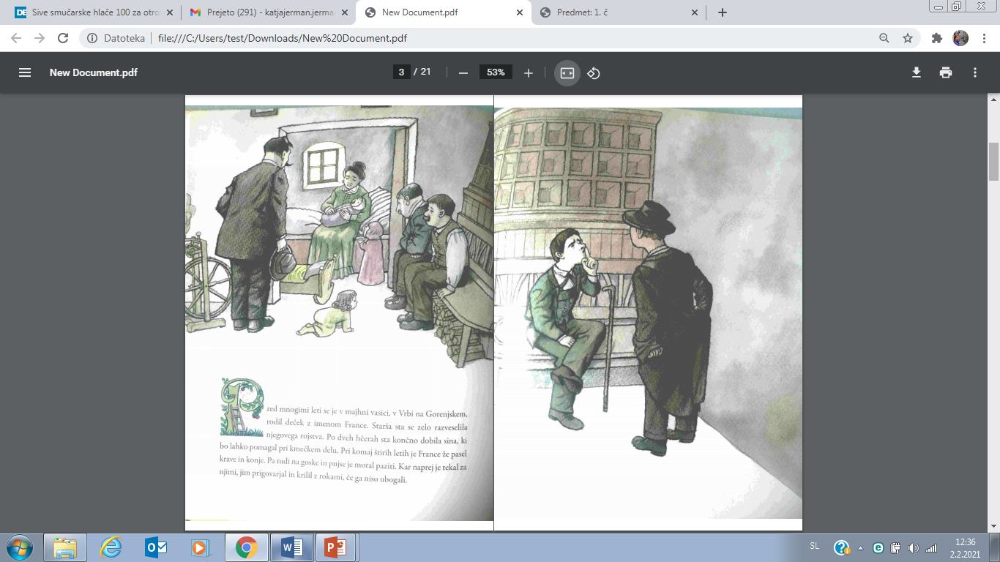 Sive smučarske hlače 100 za otro
Prejeto (291) - katjajerman.jerma
New Document.pdf
Predmet: 1. č
Datoteka
file:///C:/Users/test/Downloads/New%20Document.pdf
New Document.pdf
3 / 21
53%
Pred mnogimi leti se je v majhni vasici, v Vrbi na Gorenjskem,
rodil deček z imenom France. Starša sta se zelo razveselila
njegovega rojstva. Po dveh hčerah sta končno dobila sina, ki
bo lahko pomagal pri kmečkem delu. Pri komaj štirih letih je France že pasel
krave in konje. Pa tudi na goske in pujse je moral paziti. Kar naprej je tekal za
njimi, jim prigovarjal in krilil z rokami, če ga niso ubogali.
SL
12:36
2.2.2021